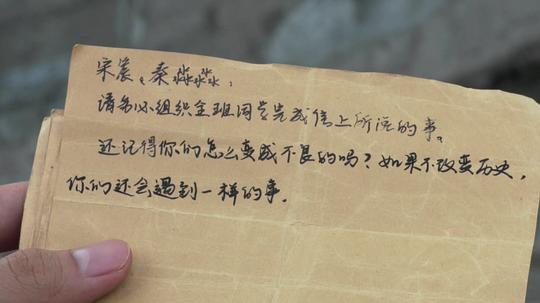 宋晨、秦淼淼，
请务必组织全班同学完成信上所说的事。
还记得你们怎么变成不良的吗？如果不改变历史，
你们还会遇到一样的事。